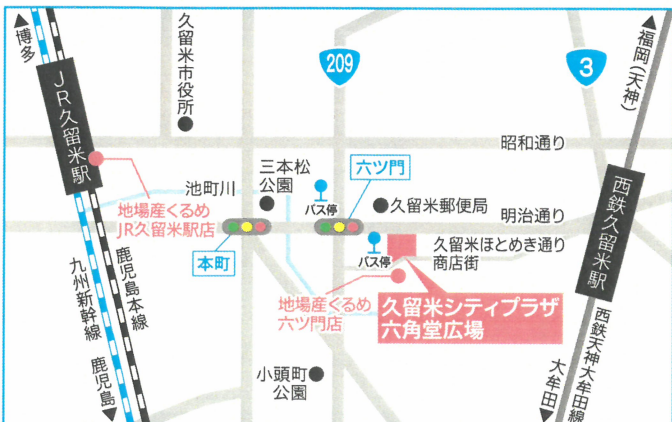 博多
JR久留米駅
久留米市役所
209
3
福岡(天神)
昭和通り
三本松
公園
六ツ門
池町川
バス停
久留米郵便局
明治通り
地場産くるめ
JR久留米駅店
本町
バス停
久留米ほとめき通り
商店街
西鉄久留米駅
九州新幹線
鹿児島本線
地場産くるめ
六ツ門店
久留米シティプラザ
六角堂広場
鹿児島
小頭町
公園
西鉄天神大牟田線
大牟田